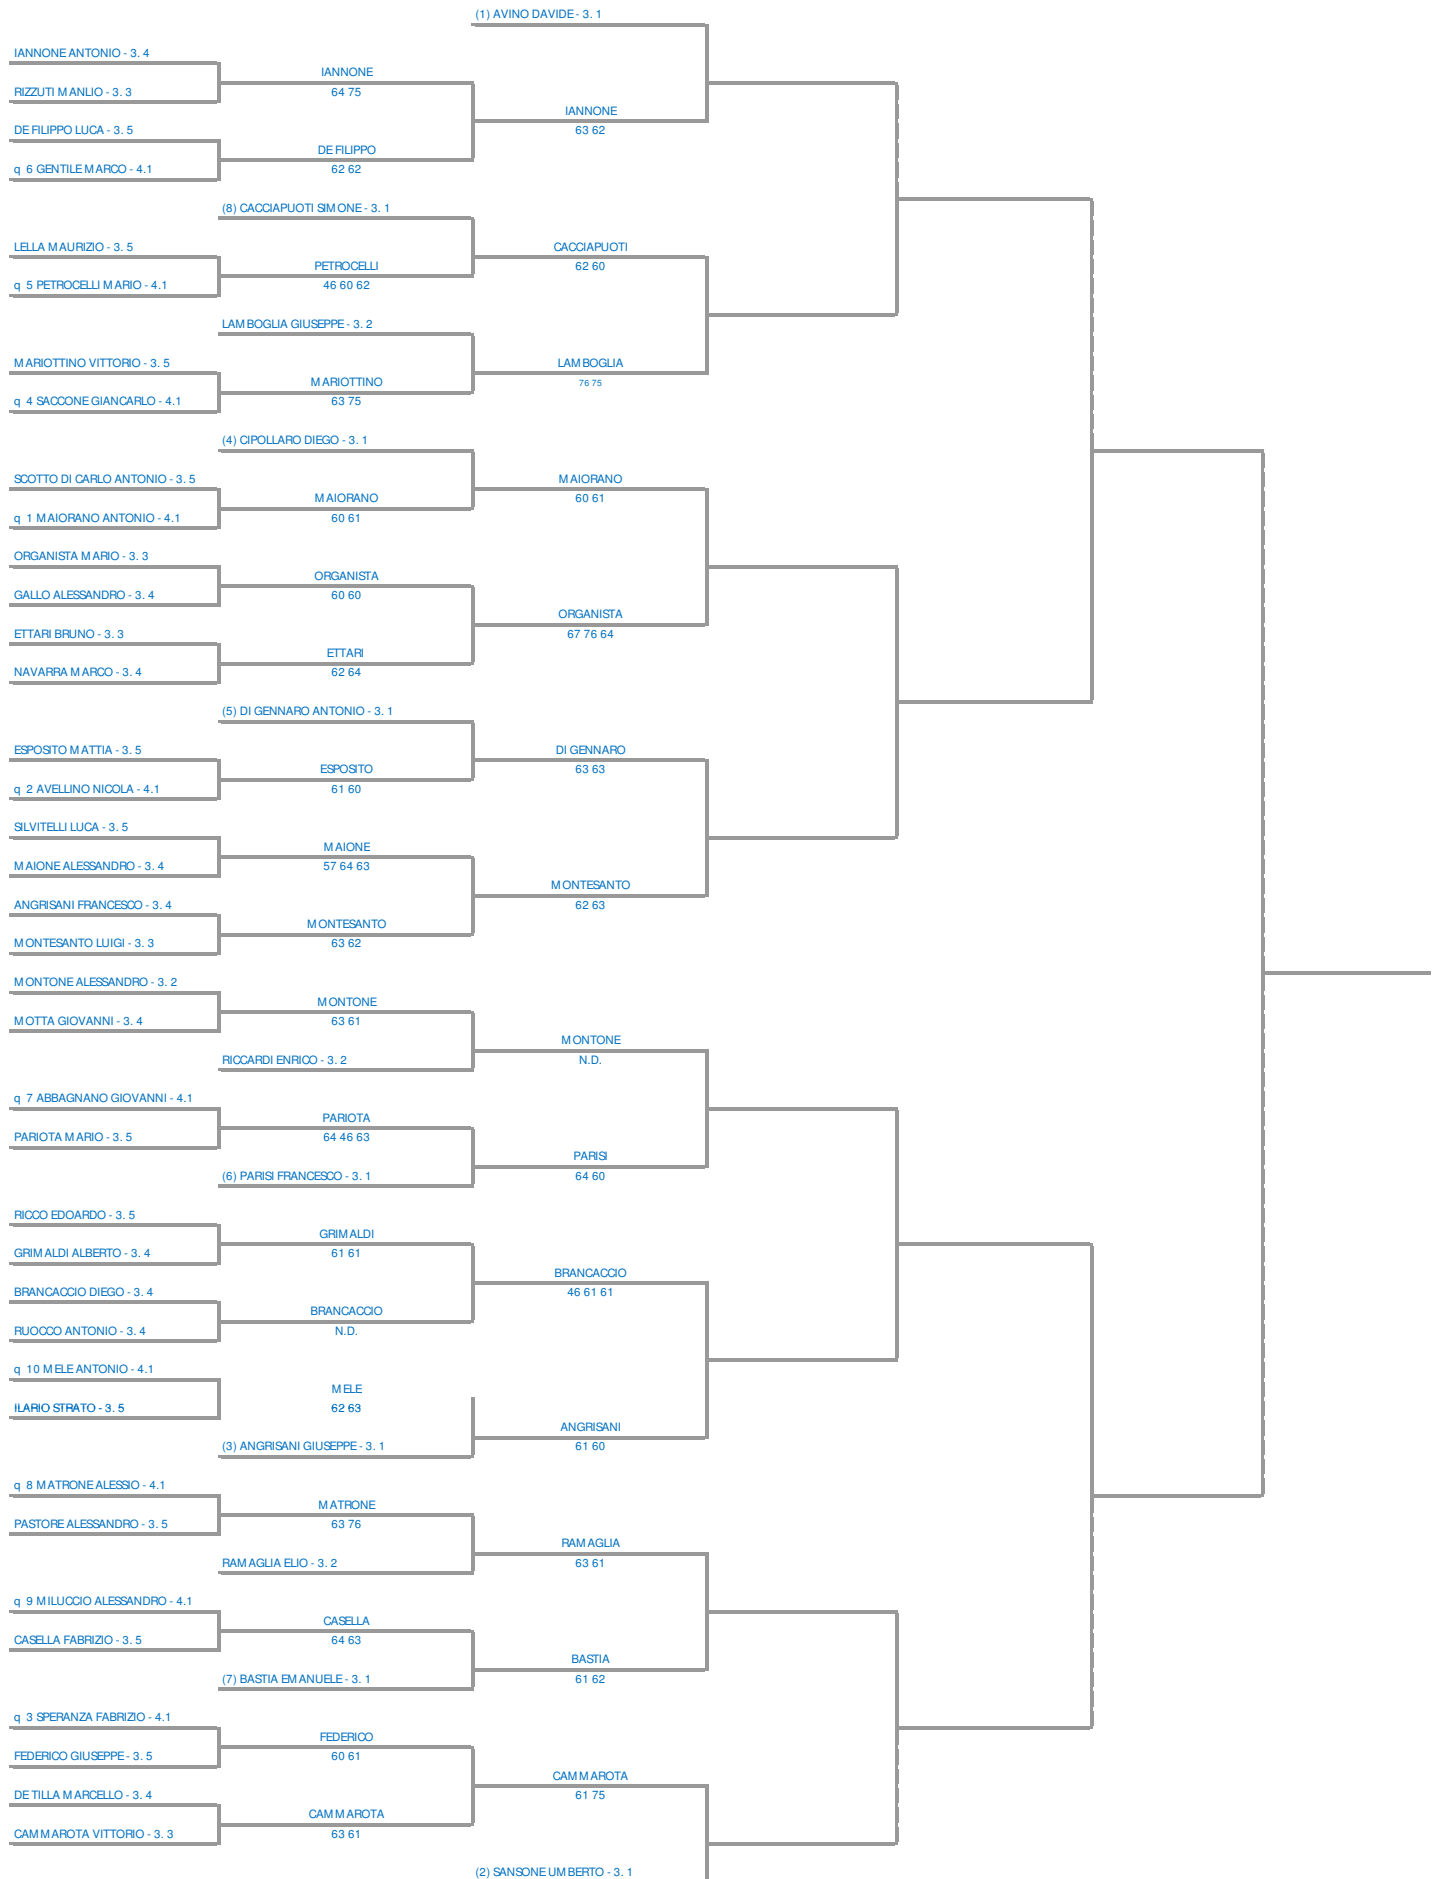 (1) AVINO DAVIDE - 3. 1
IANNONE ANTONIO - 3. 4
IANNONE
64 75
RIZZUTI MANLIO - 3. 3
IANNONE
63 62
DE FILIPPO LUCA - 3. 5
DE FILIPPO
62 62
q 6 GENTILE MARCO - 4.1
(8) CACCIAPUOTI SIMONE - 3. 1
LELLA MAURIZIO - 3. 5
CACCIAPUOTI
62 60
PETROCELLI
46 60 62
q 5 PETROCELLI MARIO - 4.1
LAMBOGLIA GIUSEPPE - 3. 2
MARIOTTINO VITTORIO - 3. 5
LAMBOGLIA
76 75
MARIOTTINO
63 75
q 4 SACCONE GIANCARLO - 4.1
(4) CIPOLLARO DIEGO - 3. 1
SCOTTO DI CARLO ANTONIO - 3. 5
MAIORANO
60 61
MAIORANO
60 61
q 1 MAIORANO ANTONIO - 4.1
ORGANISTA MARIO - 3. 3
ORGANISTA
60 60
GALLO ALESSANDRO - 3. 4
ORGANISTA
67 76 64
ETTARI BRUNO - 3. 3
ETTARI
62 64
NAVARRA MARCO - 3. 4
(5) DI GENNARO ANTONIO - 3. 1
ESPOSITO MATTIA - 3. 5
DI GENNARO
63 63
ESPOSITO
61 60
q 2 AVELLINO NICOLA - 4.1
SILVITELLI LUCA - 3. 5
MAIONE
57 64 63
MAIONE ALESSANDRO - 3. 4
MONTESANTO
62 63
ANGRISANI FRANCESCO - 3. 4
MONTESANTO
63 62
MONTESANTO LUIGI - 3. 3
MONTONE ALESSANDRO - 3. 2
MONTONE
63 61
MOTTA GIOVANNI - 3. 4
MONTONE
N.D.
RICCARDI ENRICO - 3. 2
q 7 ABBAGNANO GIOVANNI - 4.1
PARIOTA
64 46 63
PARIOTA MARIO - 3. 5
PARISI
64 60
(6) PARISI FRANCESCO - 3. 1
RICCO EDOARDO - 3. 5
GRIMALDI
61 61
GRIMALDI ALBERTO - 3. 4
BRANCACCIO
46 61 61
BRANCACCIO DIEGO - 3. 4
BRANCACCIO
N.D.
RUOCCO ANTONIO - 3. 4
q 10 MELE ANTONIO - 4.1
MELE
62 63
ILARIO STRATO - 3. 5
ANGRISANI
61 60
(3) ANGRISANI GIUSEPPE - 3. 1
q 8 MATRONE ALESSIO - 4.1
MATRONE
63 76
PASTORE ALESSANDRO - 3. 5
RAMAGLIA
63 61
RAMAGLIA ELIO - 3. 2
q 9 MILUCCIO ALESSANDRO - 4.1
CASELLA
64 63
CASELLA FABRIZIO - 3. 5
BASTIA
61 62
(7) BASTIA EMANUELE - 3. 1
q 3 SPERANZA FABRIZIO - 4.1
FEDERICO
60 61
FEDERICO GIUSEPPE - 3. 5
CAMMAROTA
61 75
DE TILLA MARCELLO - 3. 4
CAMMAROTA
63 61
CAMMAROTA VITTORIO - 3. 3
(2) SANSONE UMBERTO - 3. 1